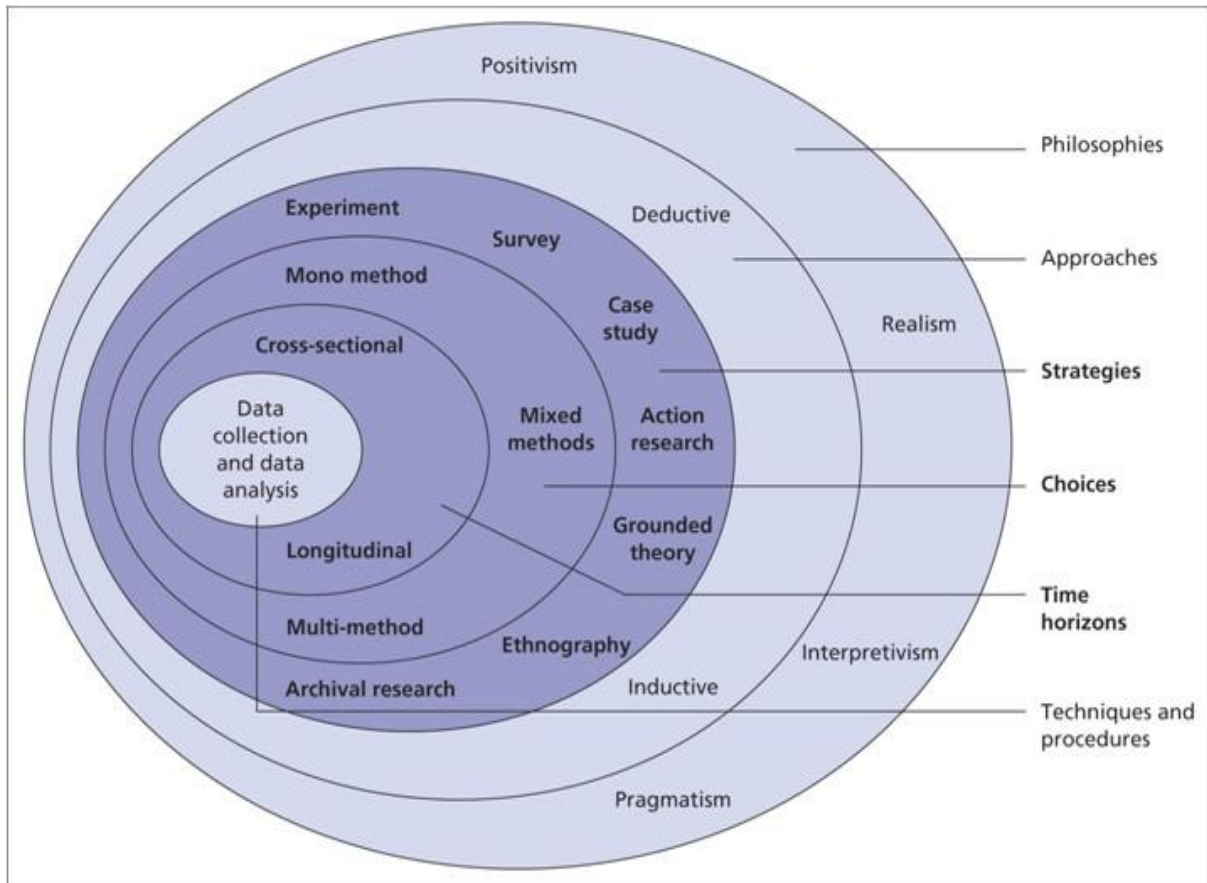 Positivism
Philosophies
Experiment
Deductive
Survey
Approaches
Mono method
Case
study
Realism
Cross-sectional
Strategies
Data
collection
and data
analysis
Mixed
methods
Action
research
Choices
Grounded
theory
Longitudinal
Time
horizons
Multi-method
Ethnography
Interpretivism
Archival research
Inductive
Techniques and
procedures
Pragmatism